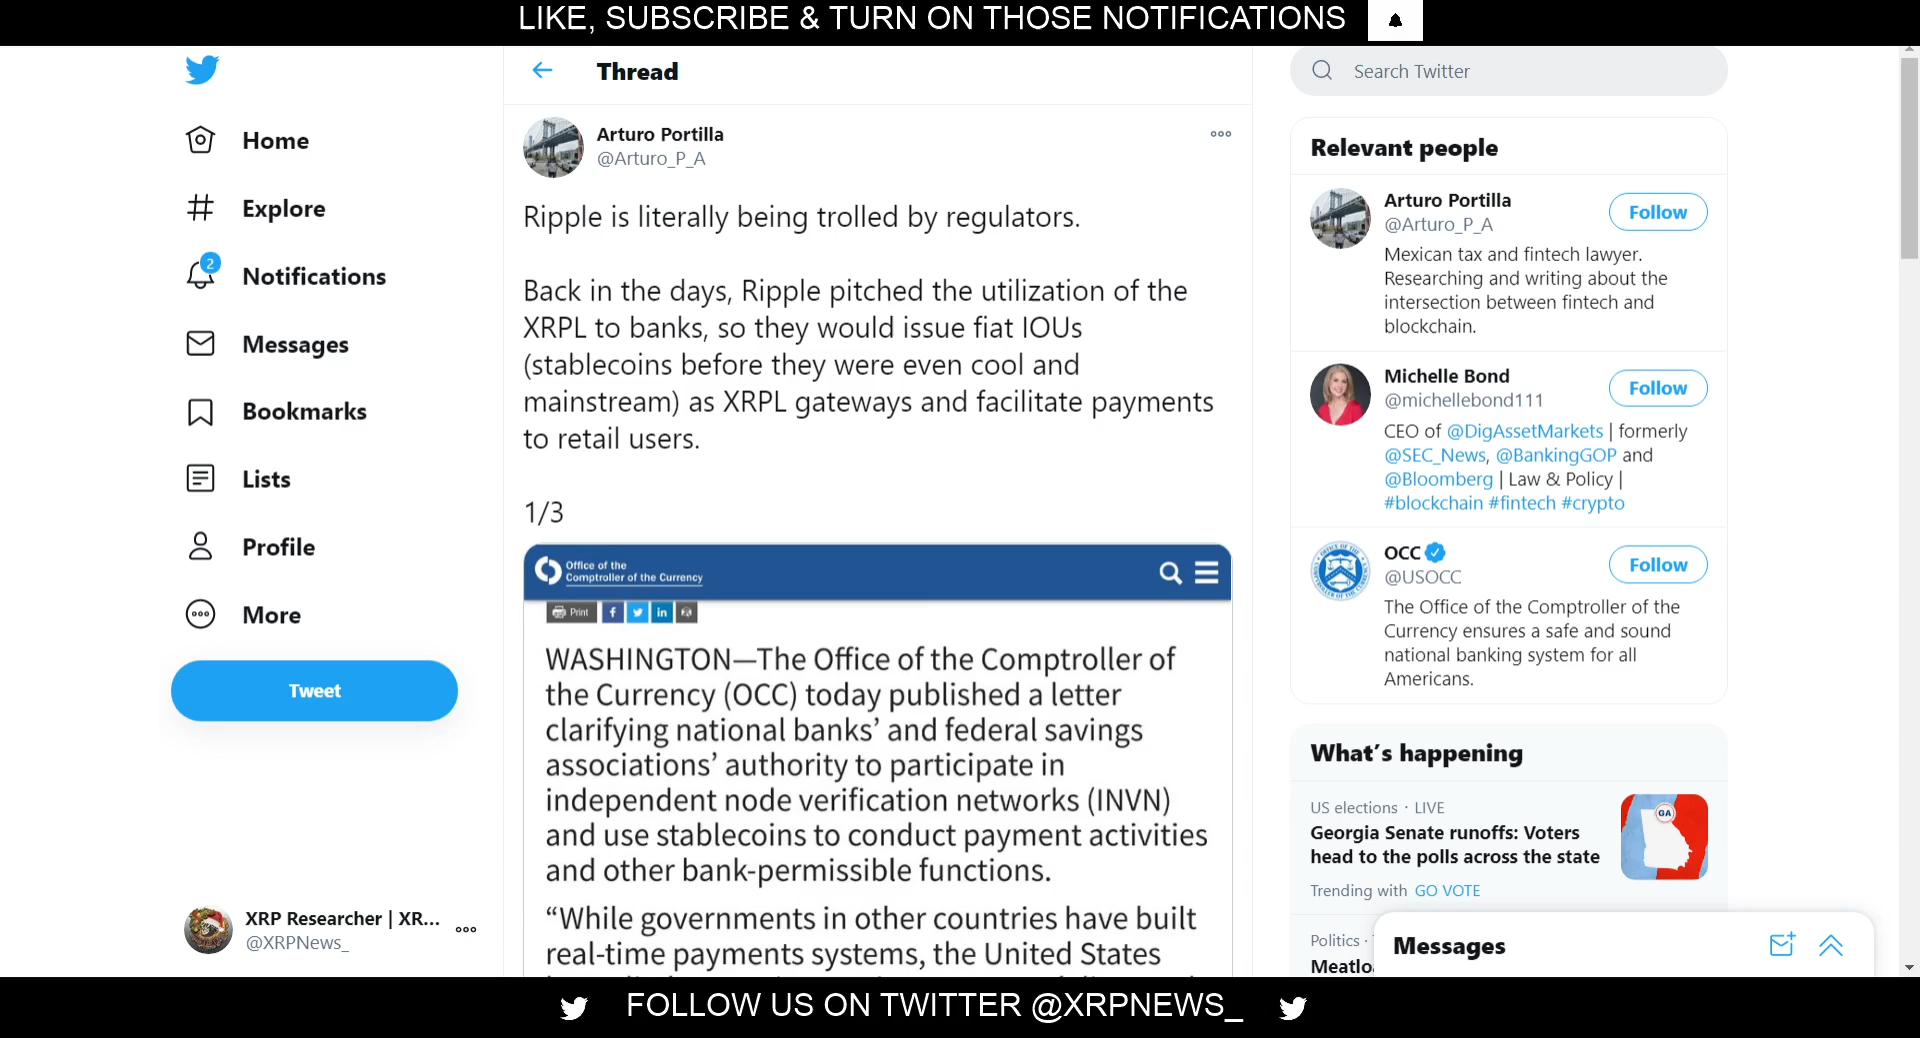 LIKE, SUBSCRIBE & TURN ON THOSE NOTIFICATIONS
Home
Explore
2
Notifications
Messages
Bookmarks
Lists
Profile
More
Tweet
XRP Researcher | XR...
@XRPNews_
Thread
Arturo Portilla
@Arturo_P_A
Ripple is literally being trolled by regulators.
Back in the days, Ripple pitched the utilization of the
XRPL to banks, so they would issue fiat IOUs
(stablecoins before they were even cool and
mainstream) as XRPL gateways and facilitate payments
to retail users.
1/3
Office of the
Comptroller of the Currency
Print
WASHINGTON—The Office of the Comptroller of
the Currency (OCC) today published a letter
clarifying national banks’ and federal savings
associations’ authority to participate in
independent node verification networks (INVN)
and use stablecoins to conduct payment activities
and other bank-permissible functions.
“While governments in other countries have built
real-time payments systems, the United States
Search Twitter
Relevant people
Arturo Portilla
@Arturo_P_A
Follow
Mexican tax and fintech lawyer.
Researching and writing about the
intersection between fintech and
blockchain.
Michelle Bond
@michellebond111
Follow
CEO of @DigAssetMarkets | formerly
@SEC_News, @BankingGOP and
@Bloomberg | Law & Policy |
#blockchain #fintech #crypto
OCC
@USOCC
Follow
The Office of the Comptroller of the
Currency ensures a safe and sound
national banking system for all
Americans.
What’s happening
US elections · LIVE
Georgia Senate runoffs: Voters
head to the polls across the state
GA
Trending with GO VOTE
Politics ·
Meatlo
Messages
FOLLOW US ON TWITTER @XRPNEWS_